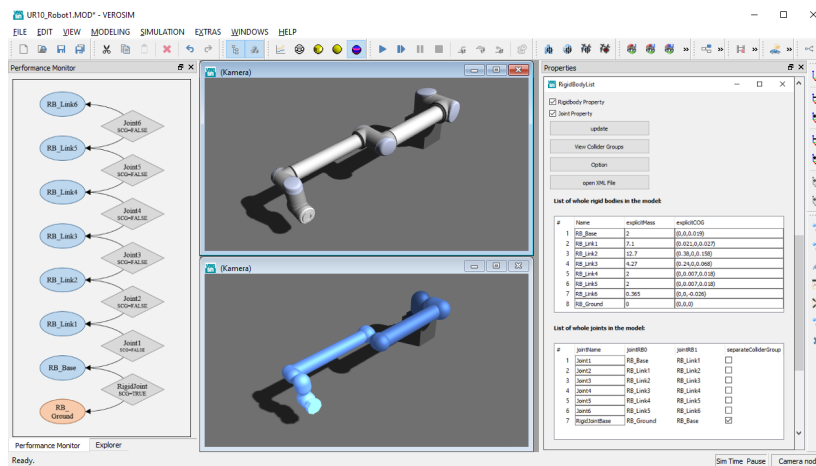 UR10_Robot1.MOD* - VEROSIM
FILE EDIT VIEW MODELING SIMULATION EXTRAS WINDOWS HELP
Performance Monitor
RB_Link6
Joint6
SCG=FALSE
RB_Link5
Joint5
SCG=FALSE
RB_Link4
Joint4
SCG=FALSE
RB_Link3
Joint3
SCG=FALSE
RB_Link2
Joint2
SCG=FALSE
RB_Link1
Joint1
SCG=FALSE
RB_Base
RigidJoint
SCG=TRUE
RB_
Ground
Performance Monitor Explorer
(Kamera)
(Kamera)
Properties
RigidBodyList
Rigidbody Property
Joint Property
update
View Collider Groups
Option
open XML File
List of whole rigid bodies in the model:
# Name explicitMass explicitCOG
1 RB_Base 2 (0,0,0.019)
2 RB_Link1 7.1 (0.021,0,0.027)
3 RB_Link2 12.7 (0.38,0,0.158)
4 RB_Link3 4.27 (0.24,0,0.068)
5 RB_Link4 2 (0,0.007,0.018)
6 RB_Link5 2 (0,0.007,0.018)
7 RB_Link6 0.365 (0,0,-0.026)
8 RB_Ground 0 (0,0,0)
List of whole joints in the model:
# jointName jointRB0 jointRB1 separateColliderGroup
1 Joint1 RB_Base RB_Link1
2 Joint2 RB_Link1 RB_Link2
3 Joint3 RB_Link2 RB_Link3
4 Joint4 RB_Link3 RB_Link4
5 Joint5 RB_Link4 RB_Link5
6 Joint6 RB_Link5 RB_Link6
7 RigidJointBase RB_Ground RB_Base
Ready.
Sim Time Pause Camera nod